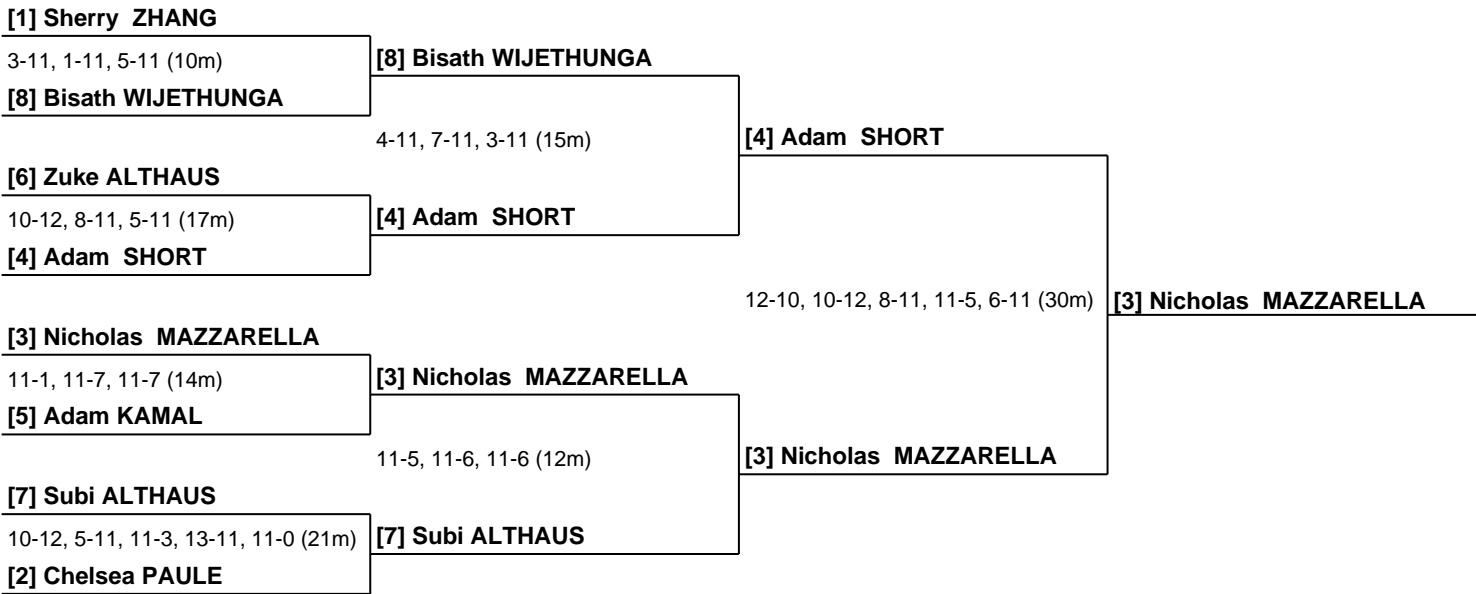 [1] Sherry ZHANG
3-11, 1-11, 5-11 (10m)
[8] Bisath WIJETHUNGA
[8] Bisath WIJETHUNGA
4-11, 7-11, 3-11 (15m)
[4] Adam SHORT
[6] Zuke ALTHAUS
10-12, 8-11, 5-11 (17m)
[4] Adam SHORT
[4] Adam SHORT
12-10, 10-12, 8-11, 11-5, 6-11 (30m)
[3] Nicholas MAZZARELLA
[3] Nicholas MAZZARELLA
11-1, 11-7, 11-7 (14m)
[3] Nicholas MAZZARELLA
[5] Adam KAMAL
11-5, 11-6, 11-6 (12m)
[3] Nicholas MAZZARELLA
[7] Subi ALTHAUS
10-12, 5-11, 11-3, 13-11, 11-0 (21m)
[7] Subi ALTHAUS
[2] Chelsea PAULE